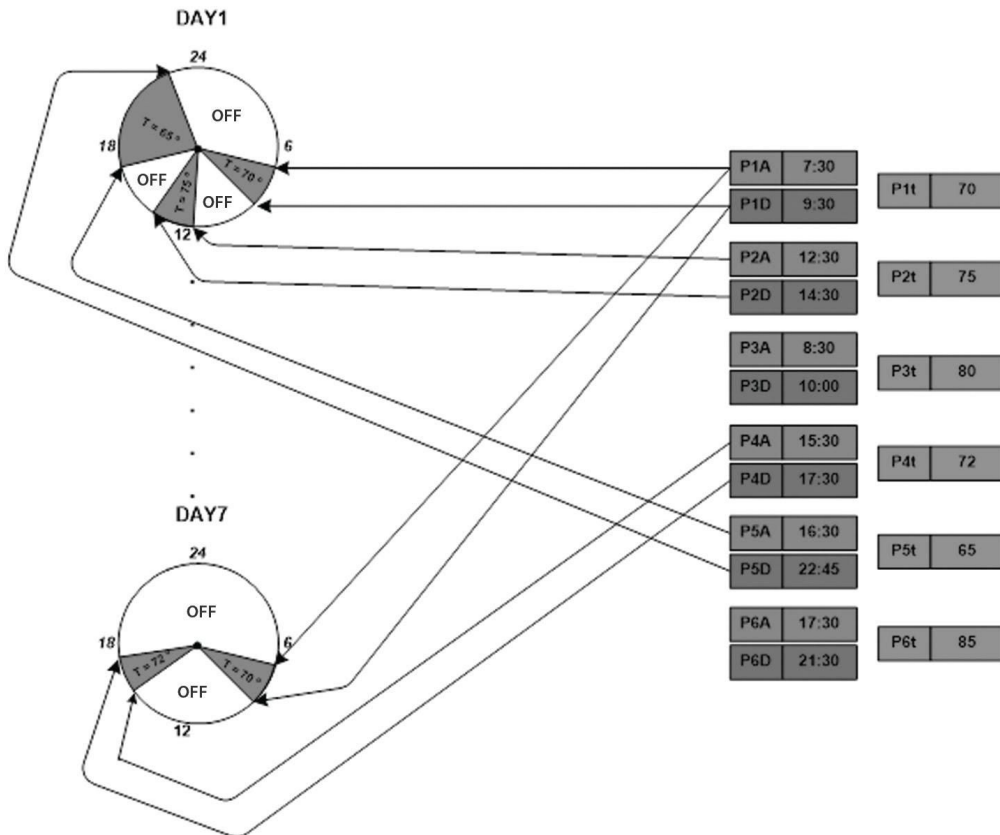 DAY1
24
OFF
T = 65 °
18
6
T = 70 °
OFF
T = 75 °
OFF
12
P1A 7:30
P1D 9:30
P1t 70
P2A 12:30
P2D 14:30
P2t 75
P3A 8:30
P3D 10:00
P3t 80
P4A 15:30
P4D 17:30
P4t 72
P5A 16:30
P5D 22:45
P5t 65
P6A 17:30
P6D 21:30
P6t 85
DAY7
24
OFF
18
6
T = 72 °
T = 70 °
OFF
12